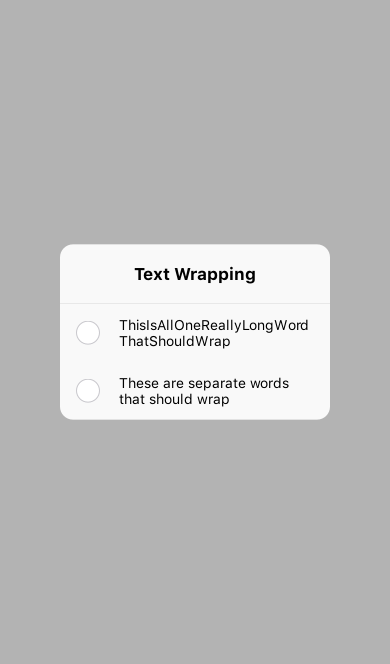 Text Wrapping
ThisIsAllOneReallyLongWord
ThatShouldWrap
These are separate words
that should wrap